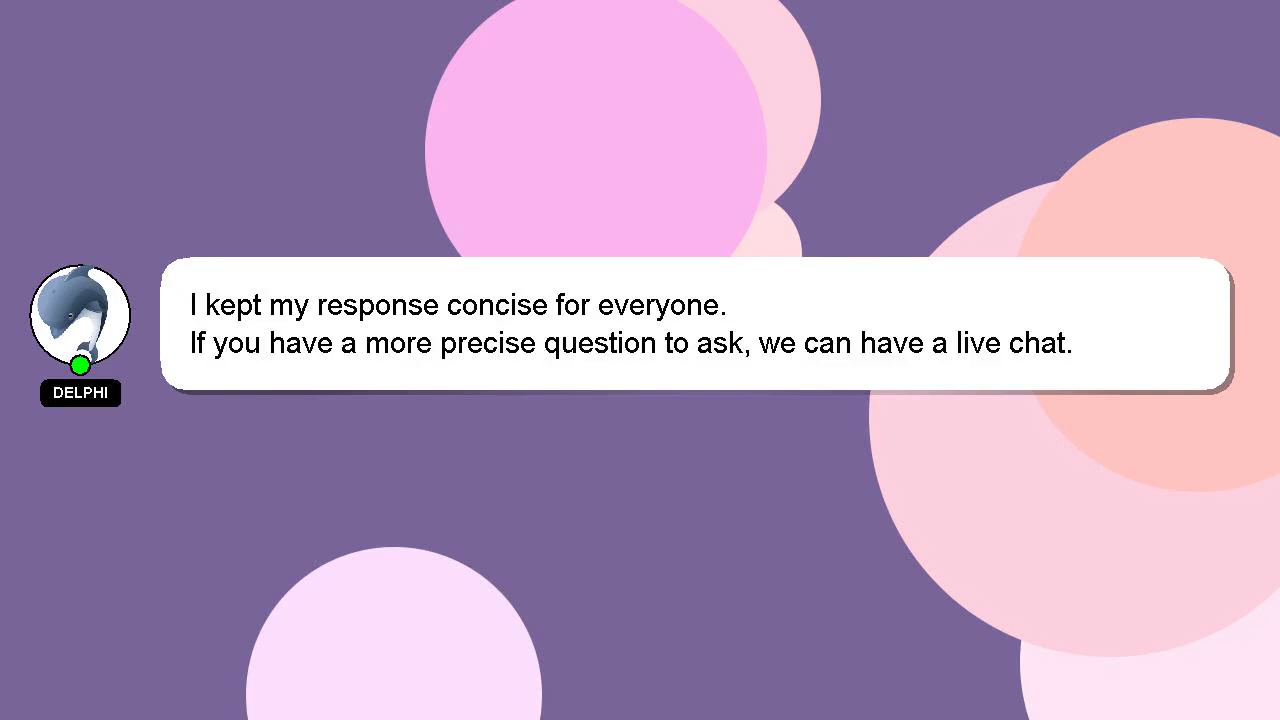 I kept my response concise for everyone.
If you have a more precise question to ask, we can have a live chat.
DELPHI